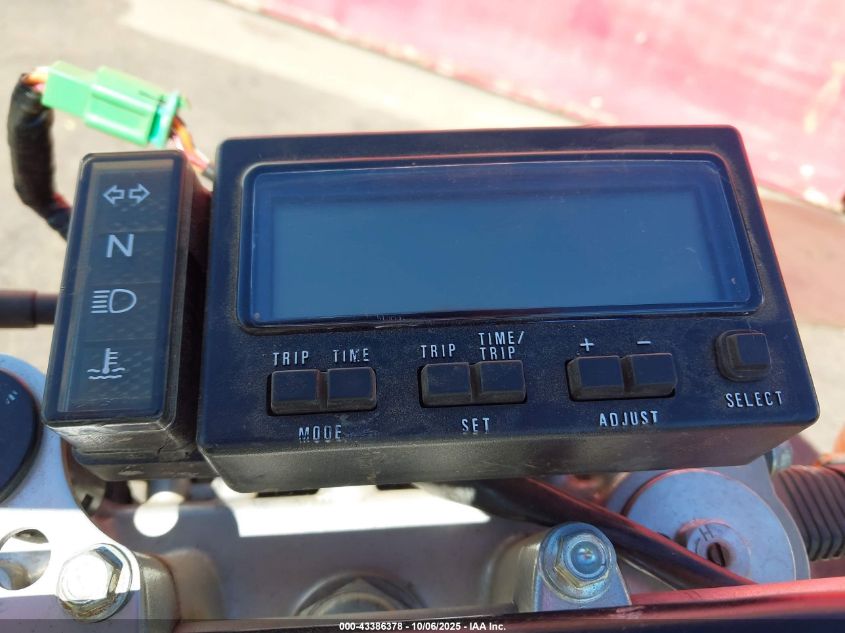 N
TRIP TIME
MODE
TRIP TIME/
TRIP
SET
+ -
ADJUST
SELECT
H
000-43386378 | 10/06/2025 | IAA Inc.